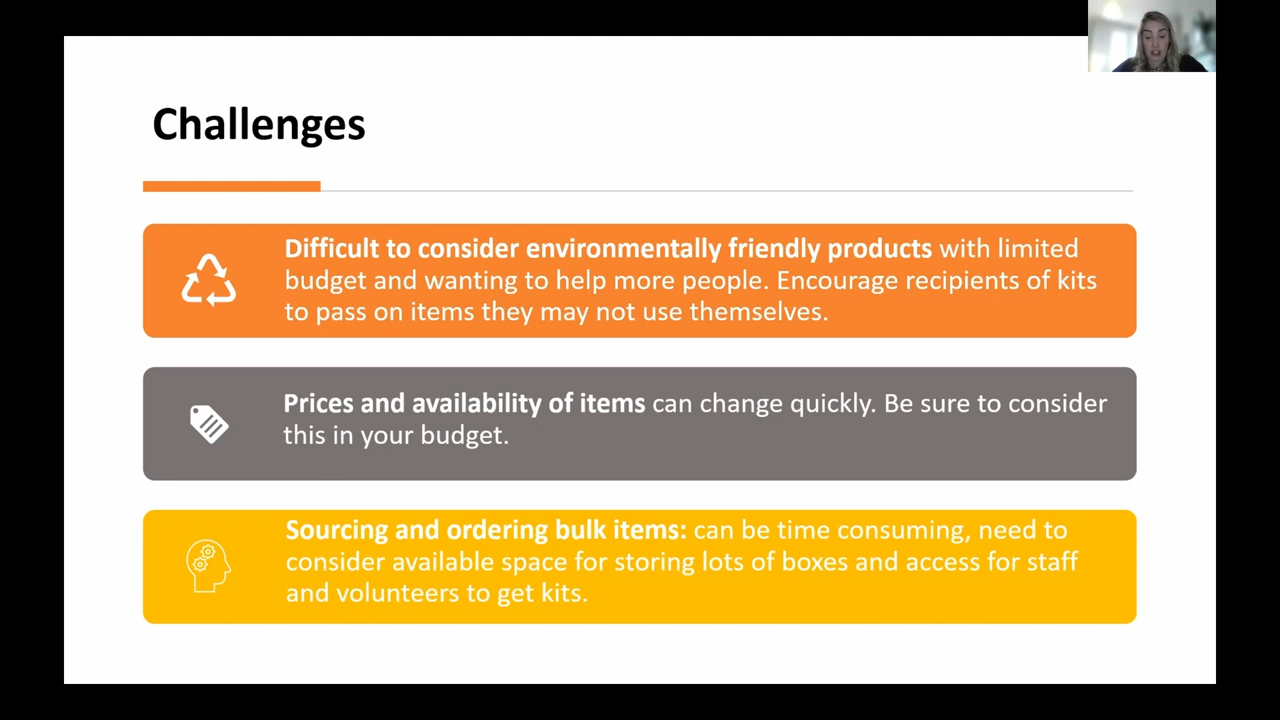 Challenges
Difficult to consider environmentally friendly products with limited
budget and wanting to help more people. Encourage recipients of kits
to pass on items they may not use themselves.
Prices and availability of items can change quickly. Be sure to consider
this in your budget.
Sourcing and ordering bulk items: can be time consuming, need to
consider available space for storing lots of boxes and access for staff
and volunteers to get kits.